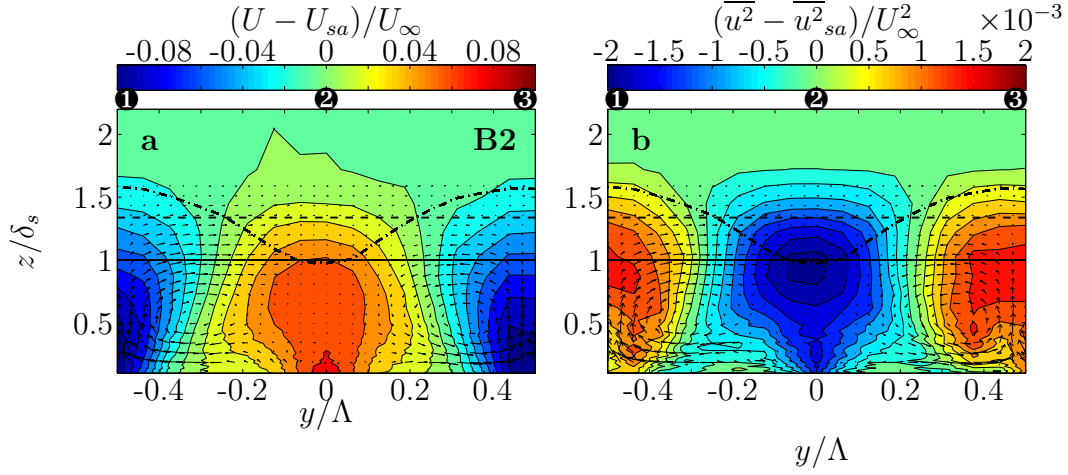 (U − U_{sa})/U_∞ (\overline{u^2} − \overline{u^2}_{sa})/U_∞^2 ×10^{−3}
-0.08 -0.04 0 0.04 0.08 -2 -1.5 -1 -0.5 0 0.5 1 1.5 2
1 2 3 1 2 3
a B2 b
z/δ_s
2 1.5 1 0.5
2 1.5 1 0.5
-0.4 -0.2 0 0.2 0.4 -0.4 -0.2 0 0.2 0.4
y/Λ
y/Λ